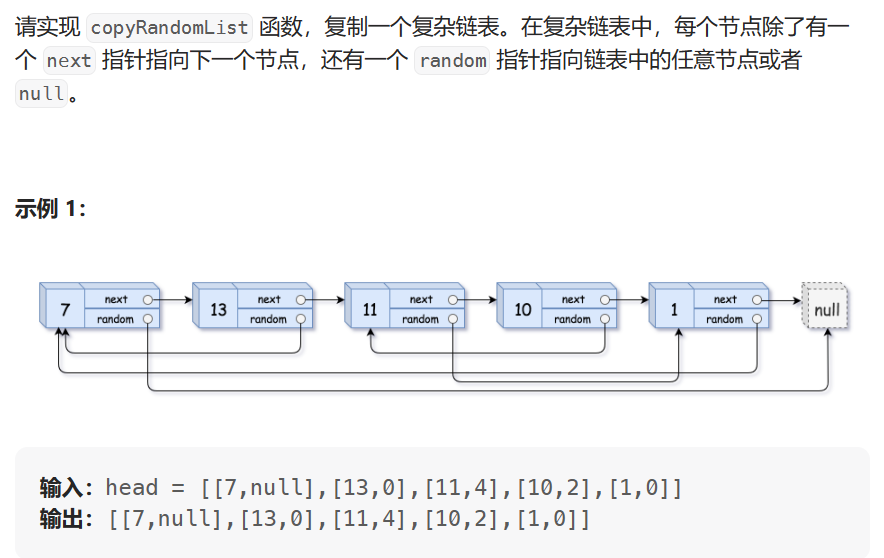 请实现 copyRandomList 函数，复制一个复杂链表。在复杂链表中，每个节点除了有一
个 next 指针指向下一个节点，还有一个 random 指针指向链表中的任意节点或者
null。
示例 1：
7 next random 13 next random 11 next random 10 next random 1 next random null
输入：head = [[7,null],[13,0],[11,4],[10,2],[1,0]]
输出：[[7,null],[13,0],[11,4],[10,2],[1,0]]